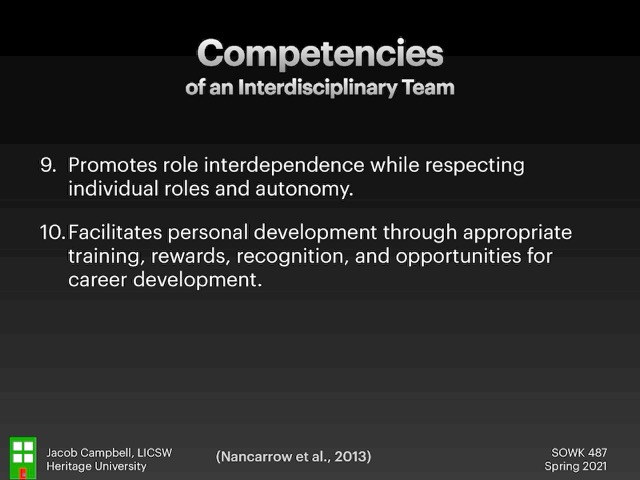 Competencies
of an Interdisciplinary Team
9. Promotes role interdependence while respecting
individual roles and autonomy.
10. Facilitates personal development through appropriate
training, rewards, recognition, and opportunities for
career development.
Jacob Campbell, LICSW
Heritage University
(Nancarrow et al., 2013)
SOWK 487
Spring 2021